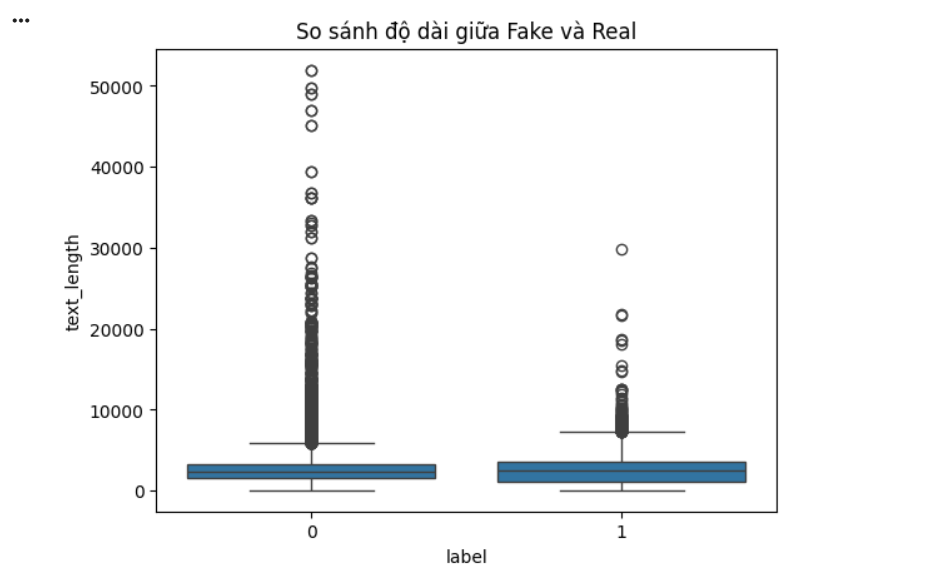 ...
So sánh độ dài giữa Fake và Real
50000
40000
30000
20000
10000
0
text_length
0 1
label